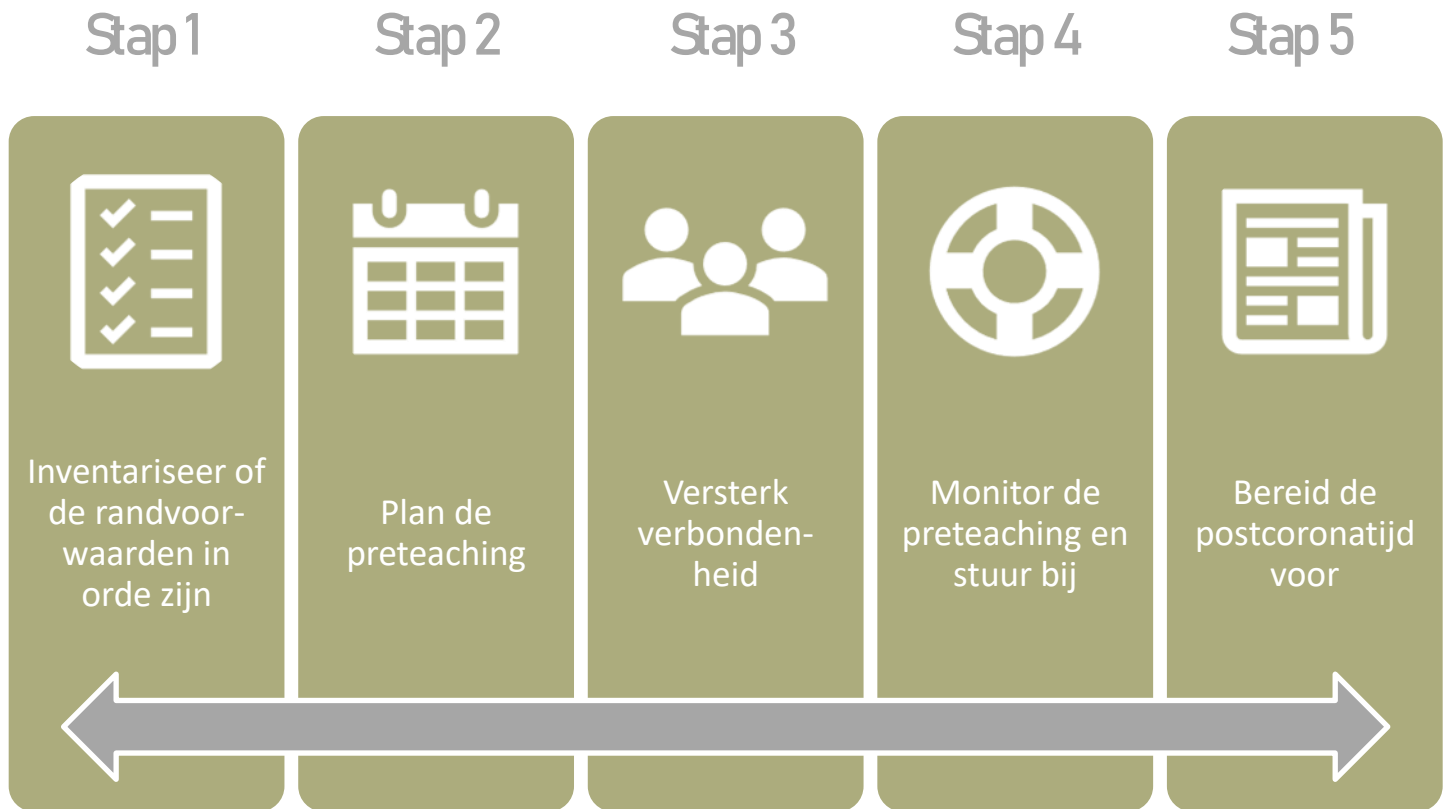 Stap 1
Stap 2
Stap 3
Stap 4
Stap 5
Inventariseer of
de randvoor-
waarden in
orde zijn
Plan de
preteaching
Versterk
verbonden-
heid
Monitor de
preteaching en
stuur bij
Bereid de
postcoronatijd
voor